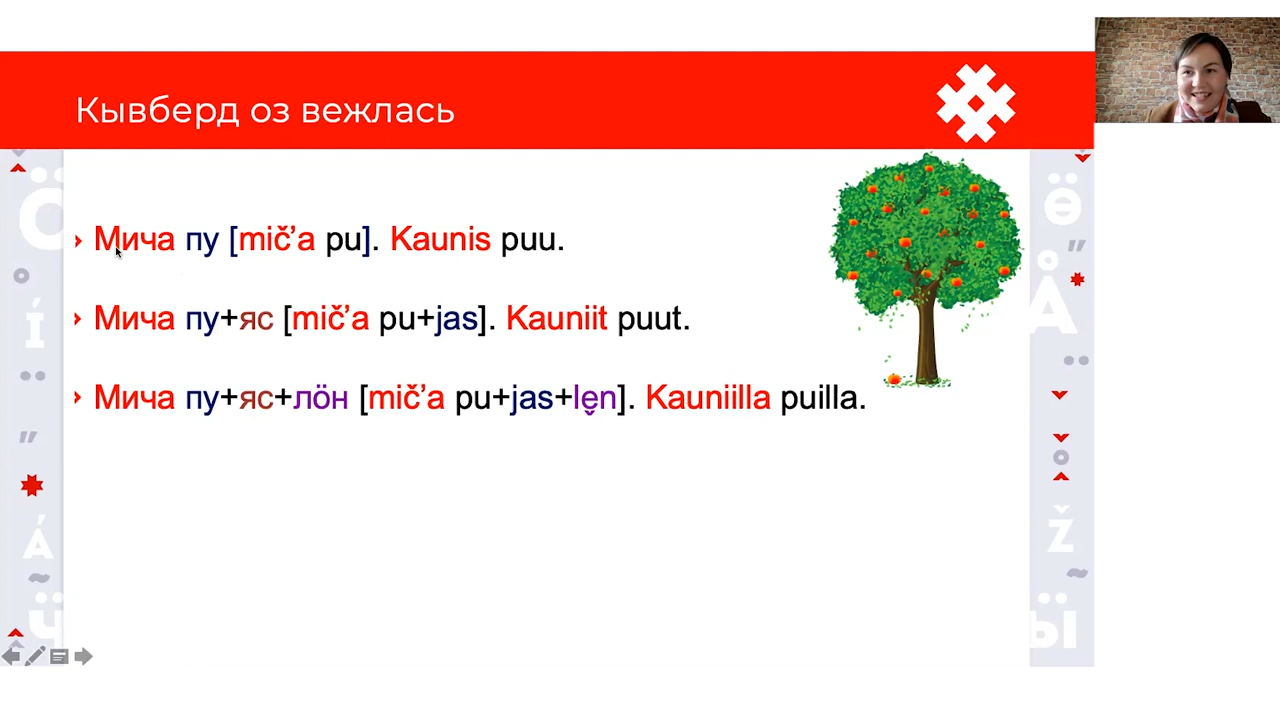 Кывберд оз вежлась
Мича пу [mič’a pu]. Kaunis puu.
Мича пу+яс [mič’a pu+jas]. Kauniit puut.
Мича пу+яс+лӧн [mič’a pu+jas+lę̮n]. Kauniilla puilla.